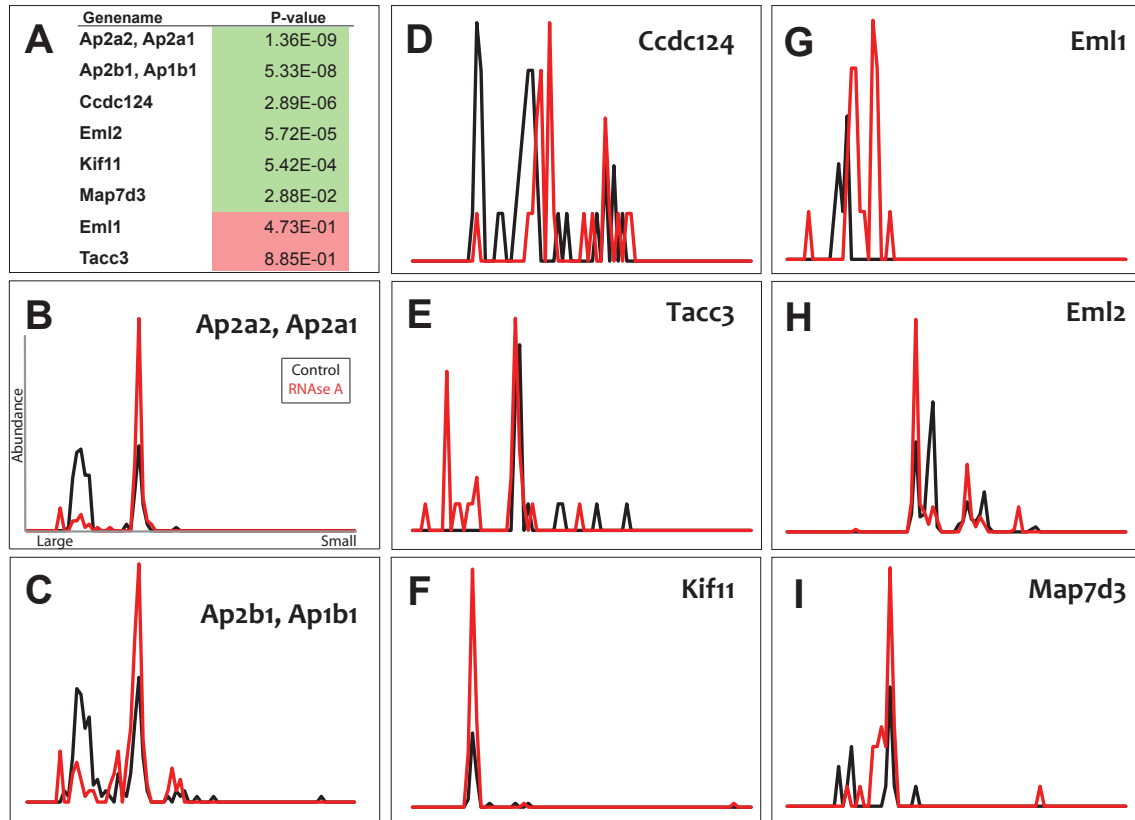 A
Genename P-value
Ap2a2, Ap2a1 1.36E-09
Ap2b1, Ap1b1 5.33E-08
Ccdc124 2.89E-06
Eml2 5.72E-05
Kif11 5.42E-04
Map7d3 2.88E-02
Eml1 4.73E-01
Tacc3 8.85E-01
B
Ap2a2, Ap2a1
Control
RNAse A
Abundance
Large Small
C
Ap2b1, Ap1b1
D
Ccdc124
E
Tacc3
F
Kif11
G
Eml1
H
Eml2
I
Map7d3